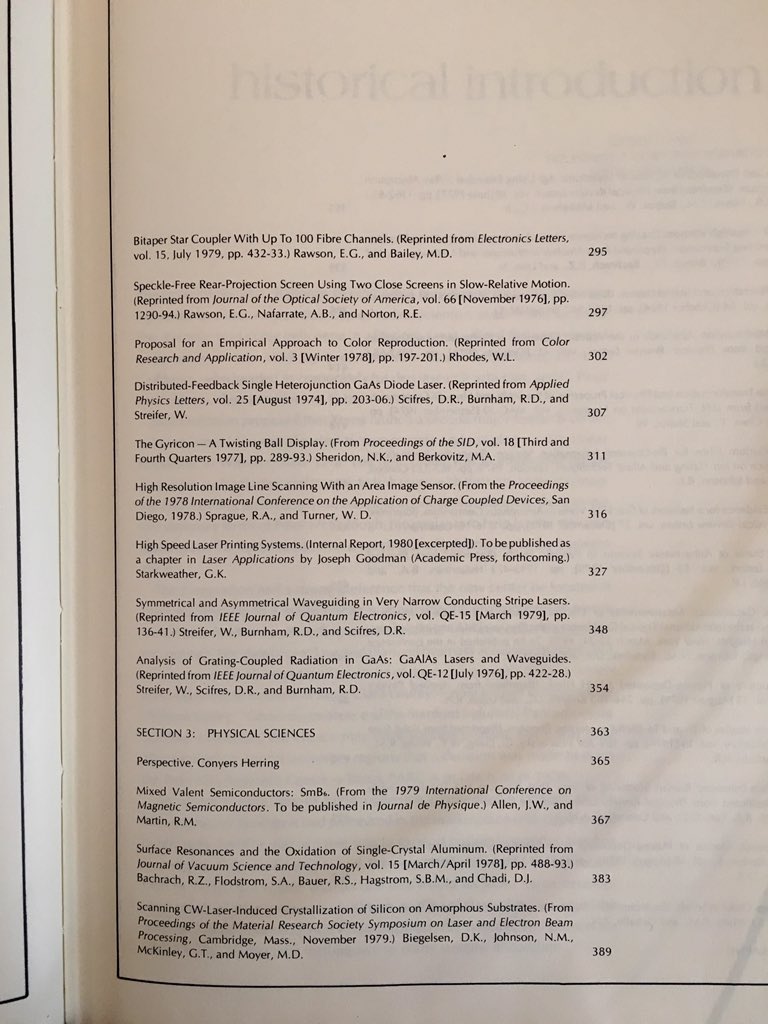 historical introduction
Bitaper Star Coupler With Up To 100 Fibre Channels. (Reprinted from Electronics Letters,
vol. 15, July 1979, pp. 432-33.) Rawson, E.G., and Bailey, M.D. 295
Speckle-Free Rear-Projection Screen Using Two Close Screens in Slow-Relative Motion.
(Reprinted from Journal of the Optical Society of America, vol. 66 [November 1976], pp.
1290-94.) Rawson, E.G., Nafarrate, A.B., and Norton, R.E. 297
Proposal for an Empirical Approach to Color Reproduction. (Reprinted from Color
Research and Application, vol. 3 [Winter 1978], pp. 197-201.) Rhodes, W.L. 302
Distributed-Feedback Single Heterojunction GaAs Diode Laser. (Reprinted from Applied
Physics Letters, vol. 25 [August 1974], pp. 203-06.) Scifres, D.R., Burnham, R.D., and
Streifer, W. 307
The Gyricon — A Twisting Ball Display. (From Proceedings of the SID, vol. 18 [Third and
Fourth Quarters 1977], pp. 289-93.) Sheridon, N.K., and Berkovitz, M.A. 311
High Resolution Image Line Scanning With an Area Image Sensor. (From the Proceedings
of the 1978 International Conference on the Application of Charge Coupled Devices, San
Diego, 1978.) Sprague, R.A., and Turner, W. D. 316
High Speed Laser Printing Systems. (Internal Report, 1980 [excerpted]). To be published as
a chapter in Laser Applications by Joseph Goodman (Academic Press, forthcoming.)
Starkweather, G.K. 327
Symmetrical and Asymmetrical Waveguiding in Very Narrow Conducting Stripe Lasers.
(Reprinted from IEEE Journal of Quantum Electronics, vol. QE-15 [March 1979], pp.
136-41.) Streifer, W., Burnham, R.D., and Scifres, D.R. 348
Analysis of Grating-Coupled Radiation in GaAs: GaAlAs Lasers and Waveguides.
(Reprinted from IEEE Journal of Quantum Electronics, vol. QE-12 [July 1976], pp. 422-28.)
Streifer, W., Scifres, D.R., and Burnham, R.D. 354
SECTION 3: PHYSICAL SCIENCES 363
Perspective. Conyers Herring 365
Mixed Valent Semiconductors: SmB₆. (From the 1979 International Conference on
Magnetic Semiconductors. To be published in Journal de Physique.) Allen, J.W., and
Martin, R.M. 367
Surface Resonances and the Oxidation of Single-Crystal Aluminum. (Reprinted from
Journal of Vacuum Science and Technology, vol. 15 [March/April 1978], pp. 488-93.)
Bachrach, R.Z., Flodstrom, S.A., Bauer, R.S., Hagstrom, S.B.M., and Chadi, D.J. 383
Scanning CW-Laser-Induced Crystallization of Silicon on Amorphous Substrates. (From
Proceedings of the Material Research Society Symposium on Laser and Electron Beam
Processing, Cambridge, Mass., November 1979.) Biegelsen, D.K., Johnson, N.M.,
McKinley, G.T., and Moyer, M.D. 389